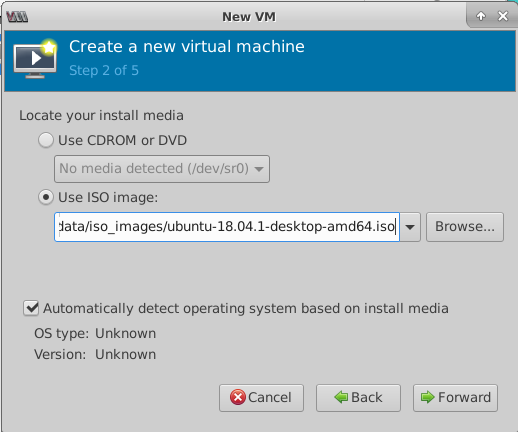 New VM
Create a new virtual machine
Step 2 of 5
Locate your install media
Use CDROM or DVD
No media detected (/dev/sr0)
Use ISO image:
data/iso_images/ubuntu-18.04.1-desktop-amd64.iso
Browse...
Automatically detect operating system based on install media
OS type: Unknown
Version: Unknown
Cancel
Back
Forward